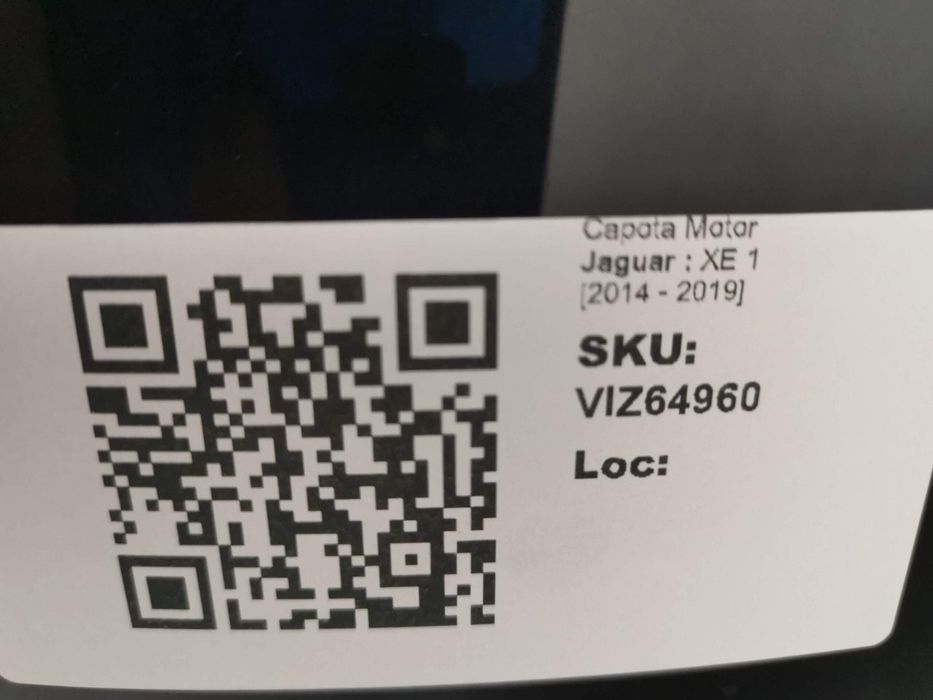 Capota Motor
Jaguar : XE 1
[2014 - 2019]
SKU:
VIZ64960
Loc: